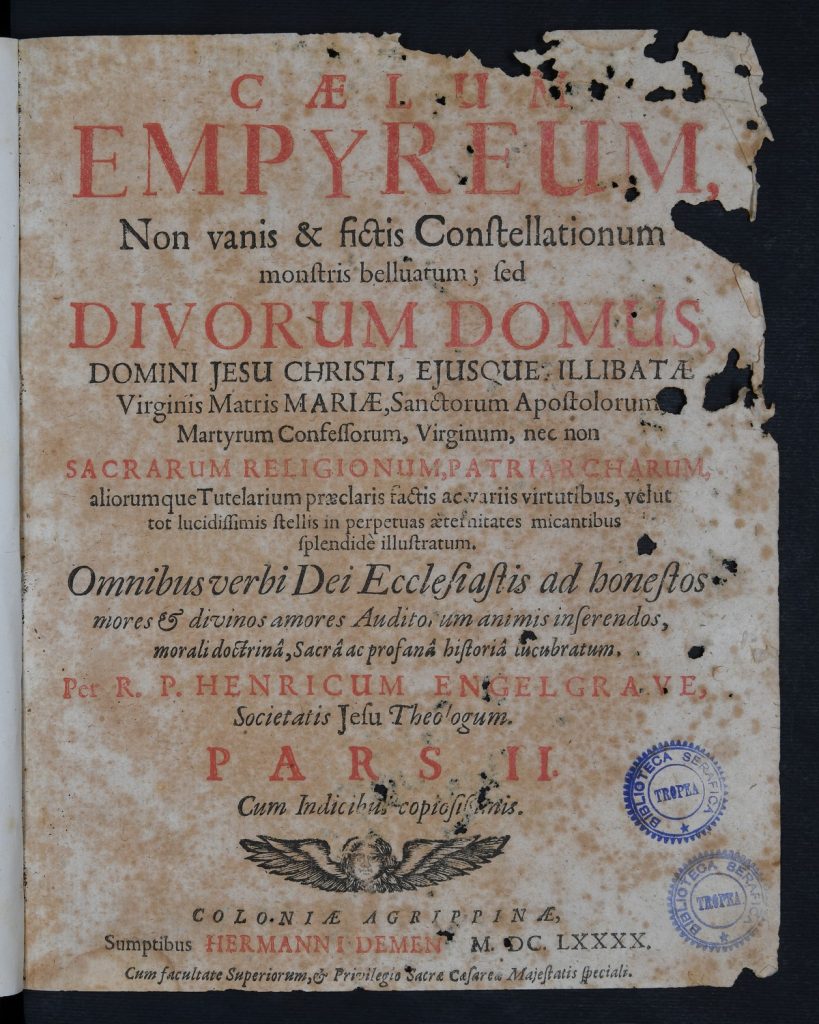 CÆLUM
EMPYREUM,
Non vanis & fictis Conſtellationum
monſtris belluatum; ſed
DIVORUM DOMUS,
DOMINI JESU CHRISTI, EJUSQUE ILLIBATÆ
Virginis Matris MARIÆ, Sanctorum Apoſtolorum,
Martyrum Confeſſorum, Virginum, nec non
SACRARUM RELIGIONUM, PATRIARCHARUM,
aliorumque Tutelarium præclaris factis ac variis virtutibus, velut
tot lucidiſſimis ſtellis in perpetuas æternitates micantibus
ſplendidè illuſtratum.
Omnibus verbi Dei Eccleſiaſtis ad honeſtos
mores & divinos amores Auditorum animis inſerendos,
morali doctrinâ, Sacrâ ac profanâ hiſtoriâ lucubratum.
Per R. P. HENRICUM ENGELGRAVE,
Societatis Jeſu Theologum.
PARS II.
Cum Indicibus copioſiſſimis.
BIBLIOTECA SERAFICA
TROPEA
BIBLIOTECA SERAFICA
TROPEA
COLONIÆ AGRIPPINÆ,
Sumptibus HERMANNI DEMEN M. DC. LXXXX.
Cum facultate Superiorum, & Privilegio Sacræ Cæſareæ Majeſtatis ſpeciali.